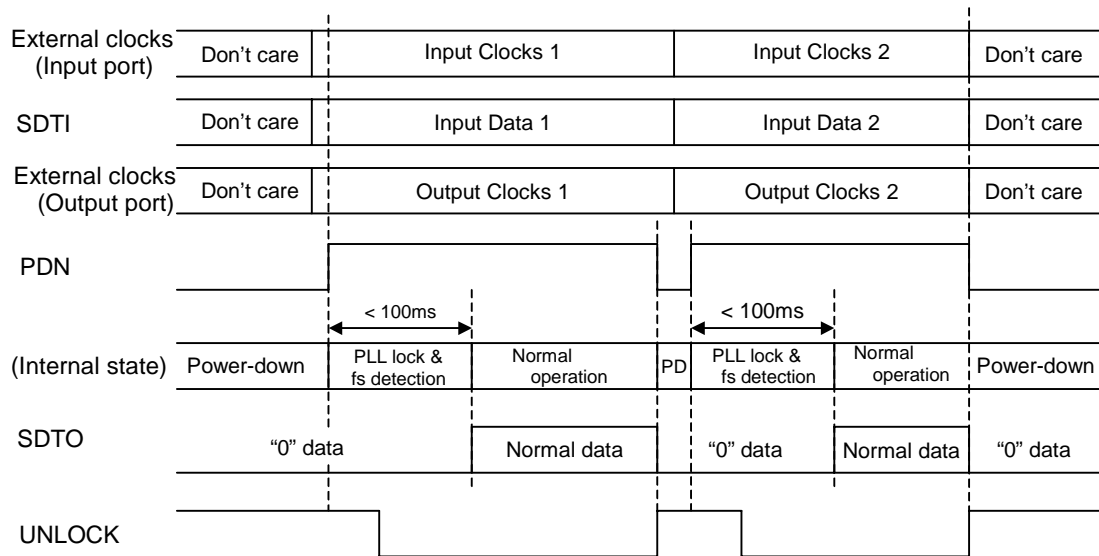 External clocks
(Input port)
Don't care
Input Clocks 1
Input Clocks 2
Don't care
SDTI
Don't care
Input Data 1
Input Data 2
Don't care
External clocks
(Output port)
Don't care
Output Clocks 1
Output Clocks 2
Don't care
PDN
< 100ms
< 100ms
(Internal state)
Power-down
PLL lock &
fs detection
Normal
operation
PD
PLL lock &
fs detection
Normal
operation
Power-down
SDTO
“0” data
Normal data
“0” data
Normal data
“0” data
UNLOCK